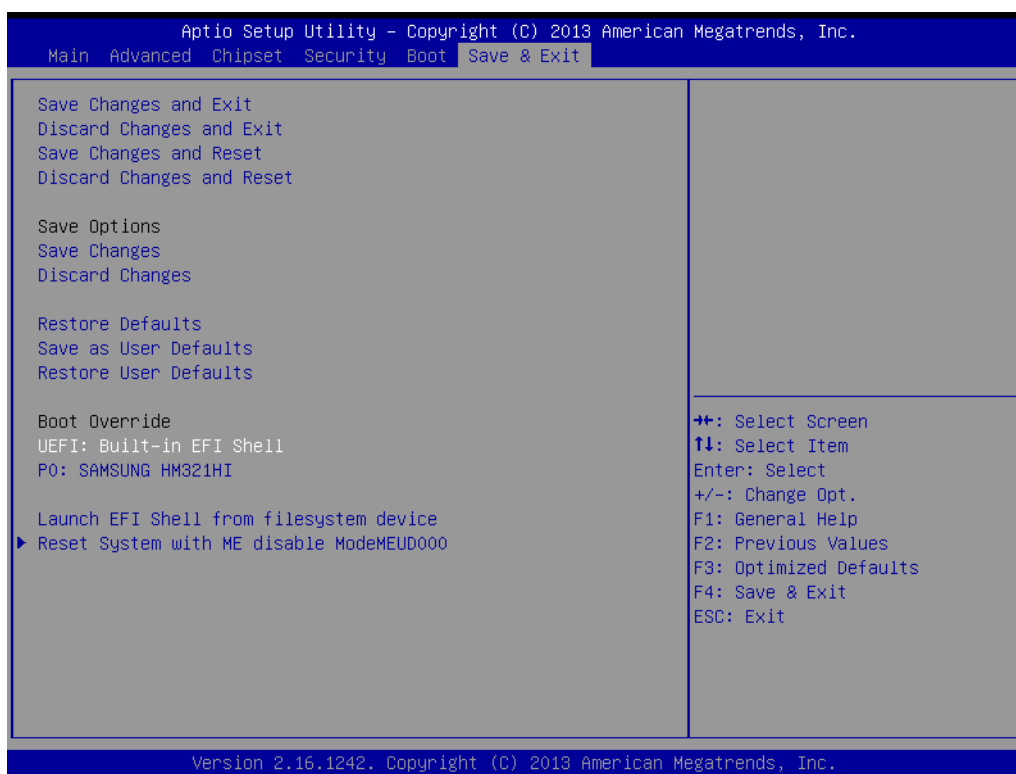 Aptio Setup Utility – Copyright (C) 2013 American Megatrends, Inc.
Main Advanced Chipset Security Boot Save & Exit
Save Changes and Exit
Discard Changes and Exit
Save Changes and Reset
Discard Changes and Reset
Save Options
Save Changes
Discard Changes
Restore Defaults
Save as User Defaults
Restore User Defaults
Boot Override
UEFI: Built-in EFI Shell
P0: SAMSUNG HM321HI
Launch EFI Shell from filesystem device
Reset System with ME disable ModeMEUD000
→←: Select Screen
↑↓: Select Item
Enter: Select
+/-: Change Opt.
F1: General Help
F2: Previous Values
F3: Optimized Defaults
F4: Save & Exit
ESC: Exit
Version 2.16.1242. Copyright (C) 2013 American Megatrends, Inc.